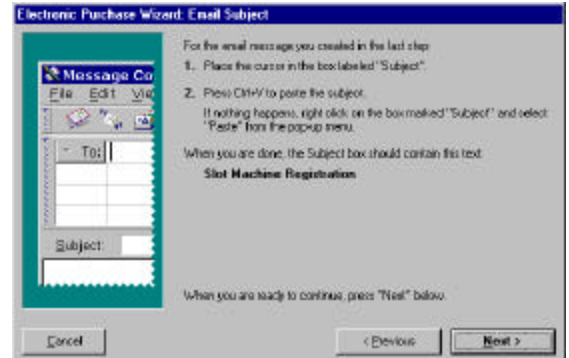 Electronic Purchase Wizard: Email Subject
For the email message you created in the last step:
1. Place the cursor in the box labeled "Subject".
2. Press Ctrl+V to paste the subject.
If nothing happens, right click on the box marked "Subject" and select
"Paste" from the pop-up menu.
When you are done, the Subject box should contain this text:
Slot Machine Registration
Message Co
File Edit Vie
To:
Subject:
When you are ready to continue, press "Next" below.
Cancel
< Previous
Next >